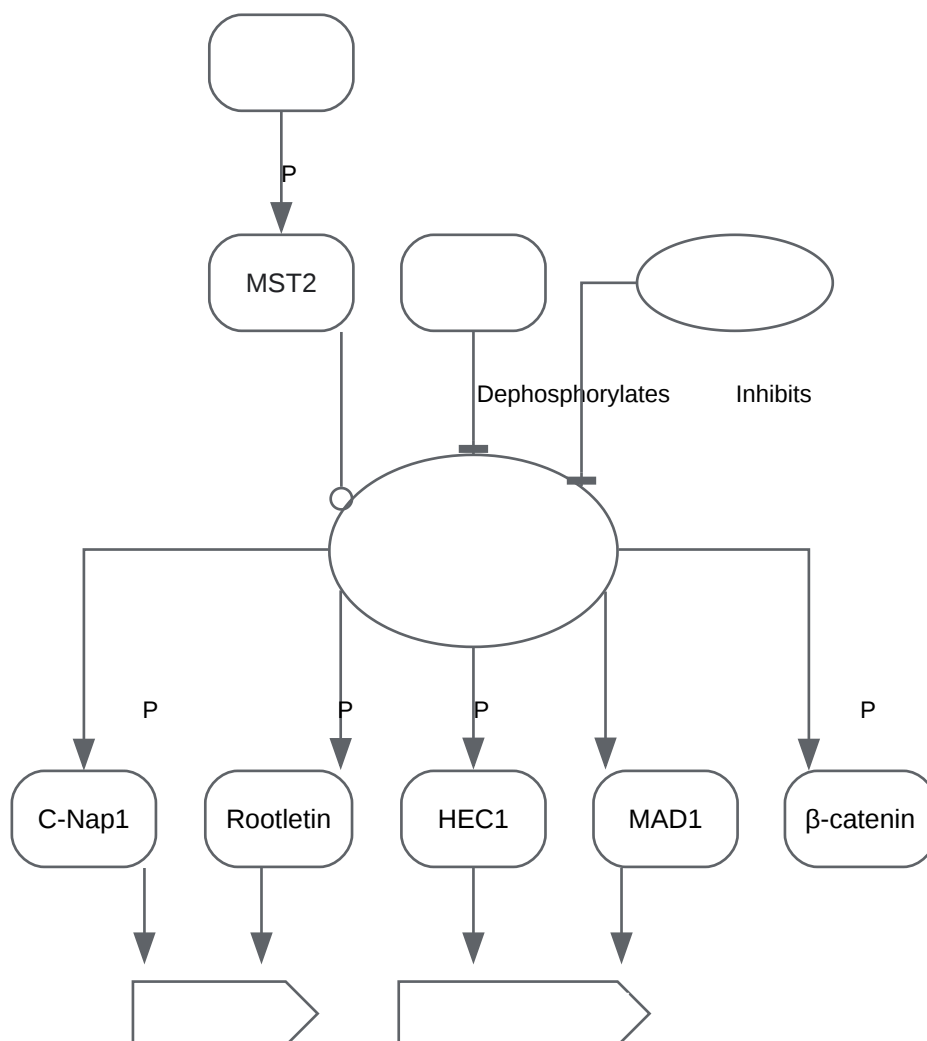 P
MST2
Dephosphorylates
Inhibits
P
P
P
P
C-Nap1
Rootletin
HEC1
MAD1
β-catenin